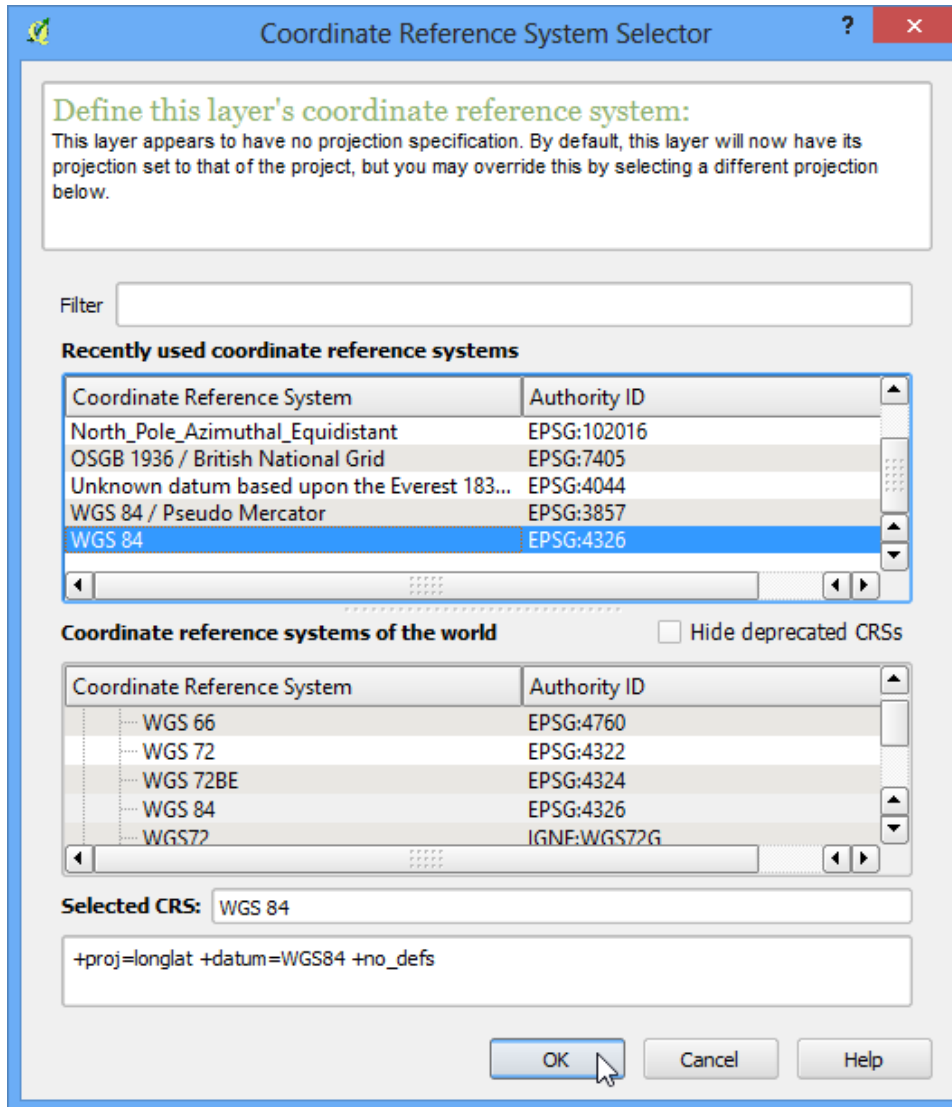 Coordinate Reference System Selector
?
Define this layer's coordinate reference system:
This layer appears to have no projection specification. By default, this layer will now have its
projection set to that of the project, but you may override this by selecting a different projection
below.
Filter
Recently used coordinate reference systems
Coordinate Reference System Authority ID
North_Pole_Azimuthal_Equidistant EPSG:102016
OSGB 1936 / British National Grid EPSG:7405
Unknown datum based upon the Everest 183... EPSG:4044
WGS 84 / Pseudo Mercator EPSG:3857
WGS 84 EPSG:4326
Coordinate reference systems of the world Hide deprecated CRSs
Coordinate Reference System Authority ID
WGS 66 EPSG:4760
WGS 72 EPSG:4322
WGS 72BE EPSG:4324
WGS 84 EPSG:4326
WGS72 IGNF:WGS72G
Selected CRS: WGS 84
+proj=longlat +datum=WGS84 +no_defs
OK Cancel Help